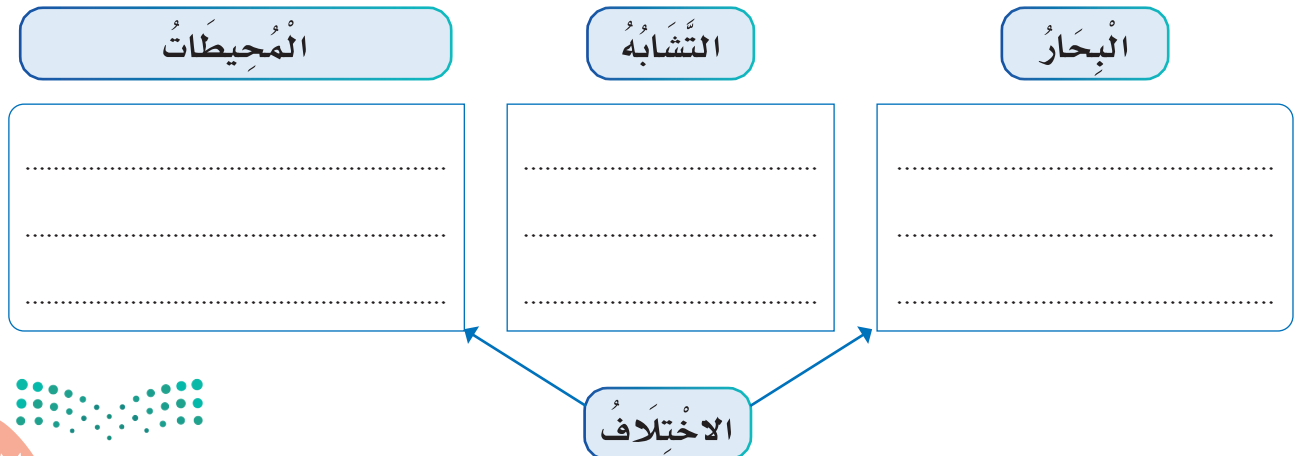 الْبِحَارُ
التَّشَابُهُ
الْمُحِيطَاتُ
الاخْتِلَافُ